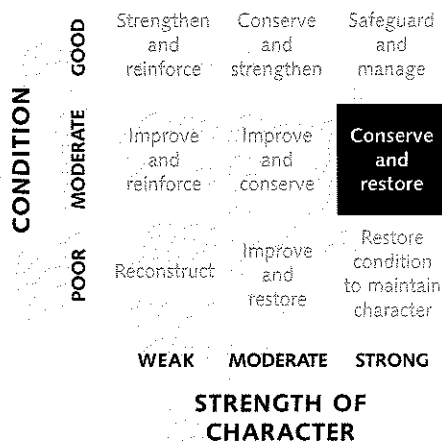 CONDITION
GOOD
Strengthen
and
reinforce
Conserve
and
strengthen
Safeguard
and
manage
MODERATE
Improve
and
reinforce
Improve
and
conserve
Conserve
and
restore
POOR
Reconstruct
Improve
and
restore
Restore
condition
to maintain
character
WEAK MODERATE STRONG
STRENGTH OF
CHARACTER